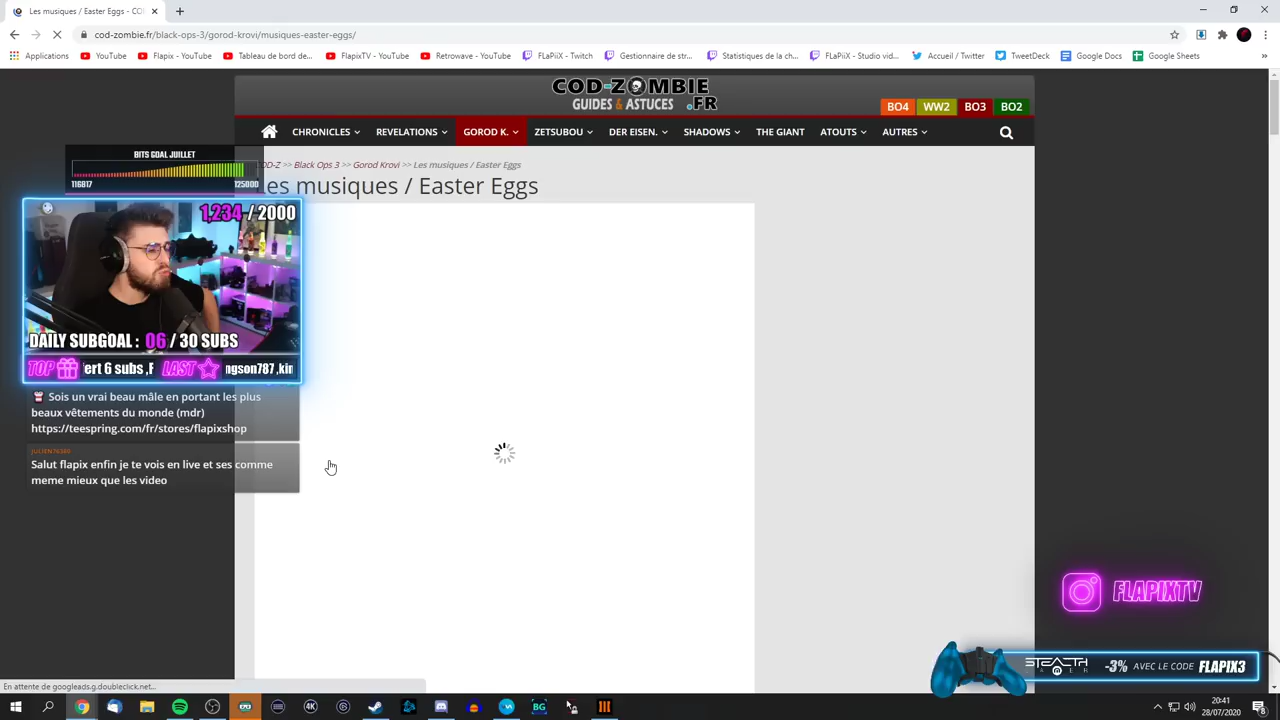 Les musiques / Easter Eggs - CO
cod-zombie.fr/black-ops-3/gorod-krovi/musiques-easter-eggs/
Applications
YouTube
Flapix - YouTube
Tableau de bord de...
FlapixTV - YouTube
Retrowave - YouTube
FLaPiiX - Twitch
Gestionnaire de str...
Statistiques de la ch...
FLaPiiX - Studio vid...
Accueil / Twitter
TweetDeck
Google Docs
Google Sheets
COD-ZOMBIE
GUIDES & ASTUCES .FR
BO4 WW2 BO3 BO2
CHRONICLES REVELATIONS GOROD K. ZETSUBOU DER EISEN. SHADOWS THE GIANT ATOUTS AUTRES
BITS GOAL JUILLET
116817 125000
OD-Z >> Black Ops 3 >> Gorod Krovi >> Les musiques / Easter Eggs
Les musiques / Easter Eggs
1,234 / 2000
DAILY SUBGOAL : 06 / 30 SUBS
TOP ert 6 subs ,F LAST ngson787 ,kin
Sois un vrai beau mâle en portant les plus
beaux vêtements du monde (mdr)
https://teespring.com/fr/stores/flapixshop
Salut flapix enfin je te vois en live et ses comme
meme mieux que les video
FLAPIXTV
STEALTH
-3% AVEC LE CODE FLAPIX3
En attente de googleads.g.doubleclick.net...
4K
BG
20:41
28/07/2020
8